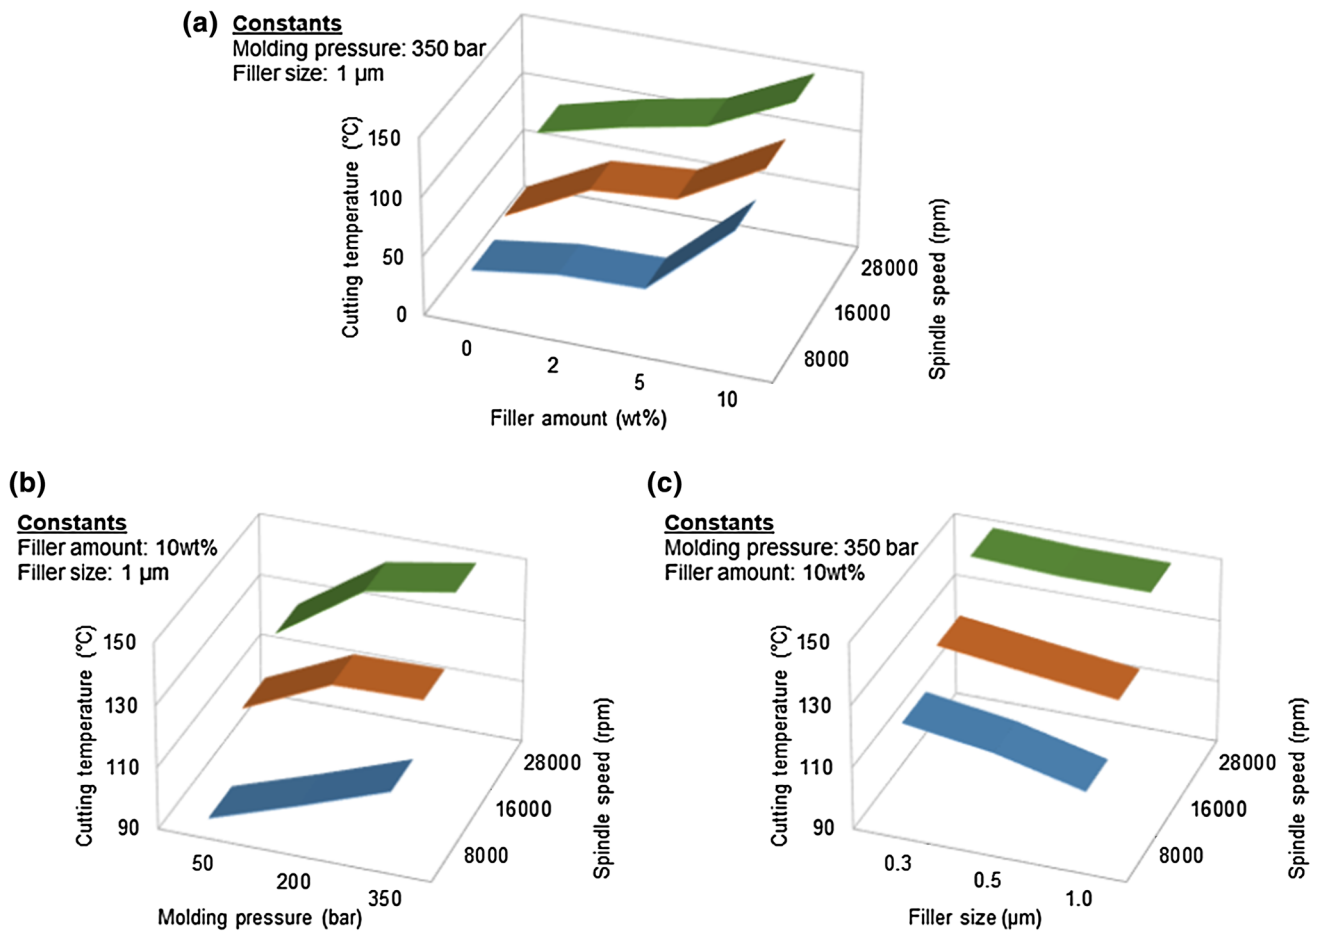 (a) Constants
Molding pressure: 350 bar
Filler size: 1 µm
Cutting temperature (°C)
150
100
50
0
0
2
5
10
Filler amount (wt%)
28000
16000
8000
Spindle speed (rpm)
(b)
Constants
Filler amount: 10wt%
Filler size: 1 µm
Cutting temperature (°C)
150
130
110
90
50
200
350
Molding pressure (bar)
28000
16000
8000
Spindle speed (rpm)
(c)
Constants
Molding pressure: 350 bar
Filler amount: 10wt%
Cutting temperature (°C)
150
130
110
90
0.3
0.5
1.0
Filler size (µm)
28000
16000
8000
Spindle speed (rpm)